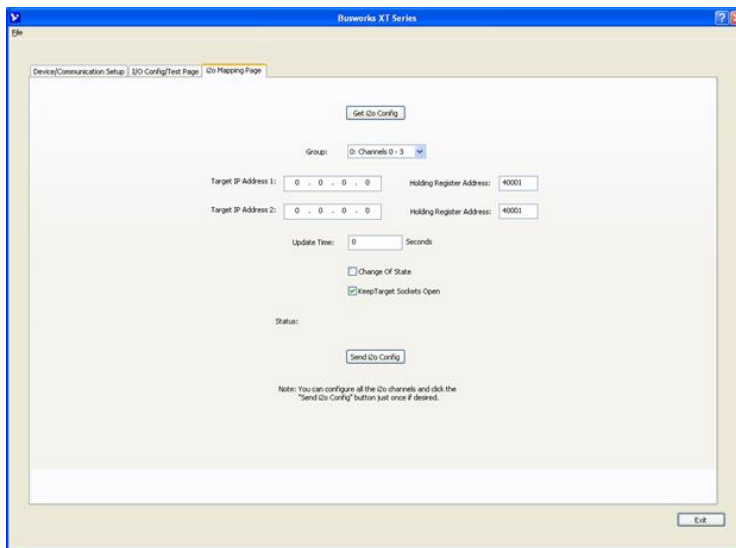 Busworks XT Series
File
Device/Communication Setup I/O Config/Test Page i2o Mapping Page
Get i2o Config
Group: 0: Channels 0 - 3
Target IP Address 1: 0 . 0 . 0 . 0 Holding Register Address: 40001
Target IP Address 2: 0 . 0 . 0 . 0 Holding Register Address: 40001
Update Time: 0 Seconds
Change Of State
KeepTarget Sockets Open
Status:
Send i2o Config
Note: You can configure all the i2o channels and click the
"Send i2o Config" button just once if desired.
Exit